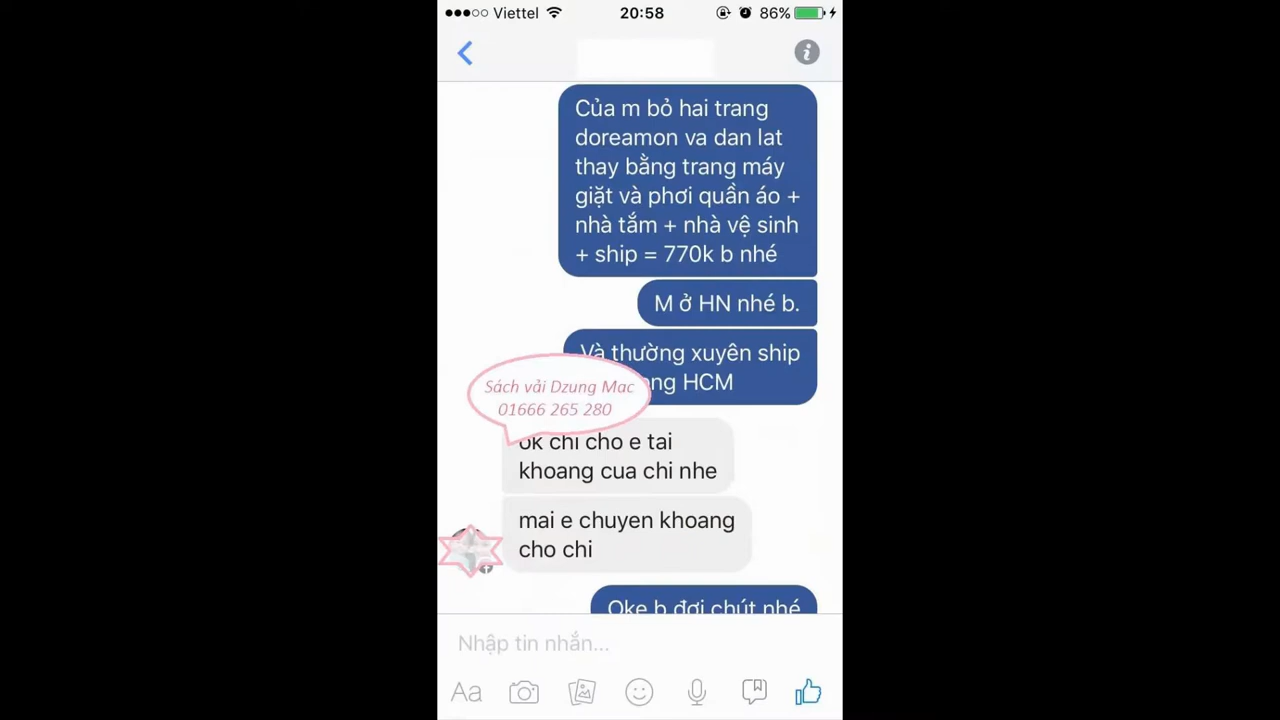 Viettel 20:58 86%
Của m bỏ hai trang
doreamon va dan lat
thay bằng trang máy
giặt và phơi quần áo +
nhà tắm + nhà vệ sinh
+ ship = 770k b nhé
M ở HN nhé b.
Và thường xuyên ship
HCM
Sách vải Dzung Mac
01666 265 280
ok chi cho e tai
khoang cua chi nhe
mai e chuyen khoang
cho chi
Oke b đợi chút nhé
Nhập tin nhắn...
Aa